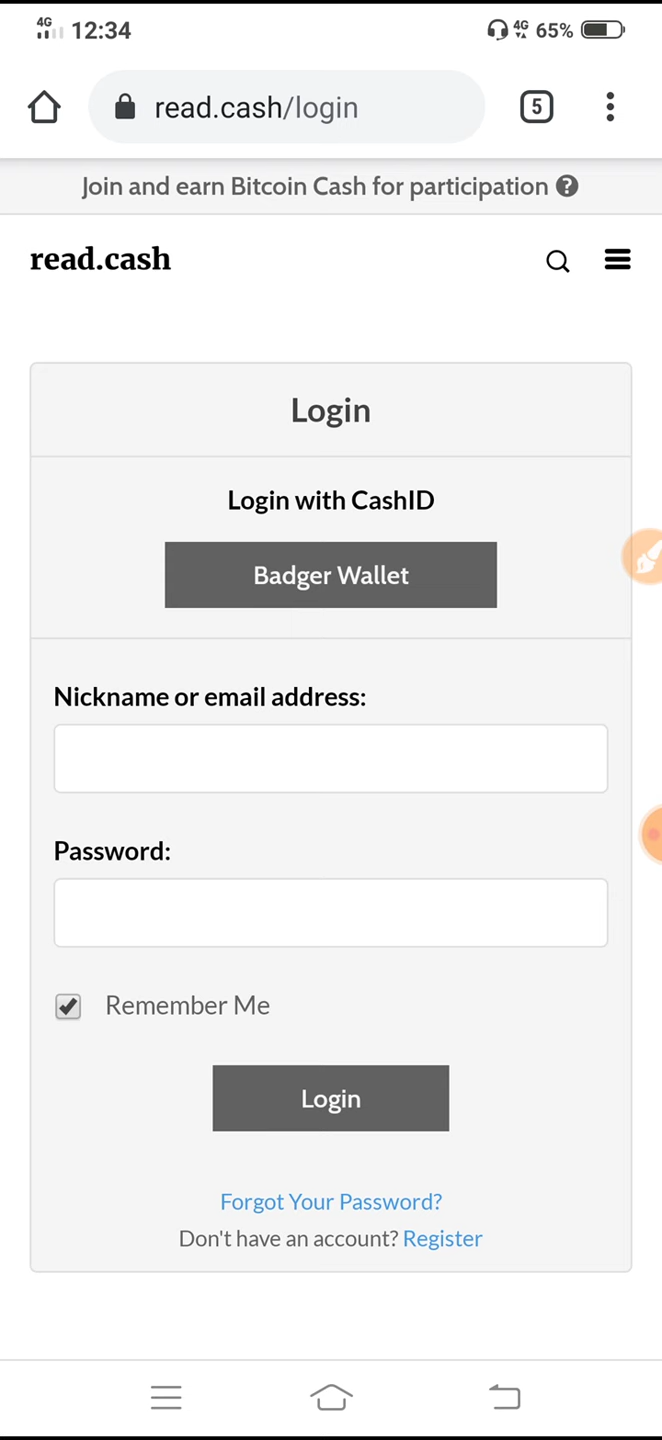 4G 12:34 4G 65%
read.cash/login 5
Join and earn Bitcoin Cash for participation ?
read.cash
Login
Login with CashID
Badger Wallet
Nickname or email address:
Password:
Remember Me
Login
Forgot Your Password?
Don't have an account? Register